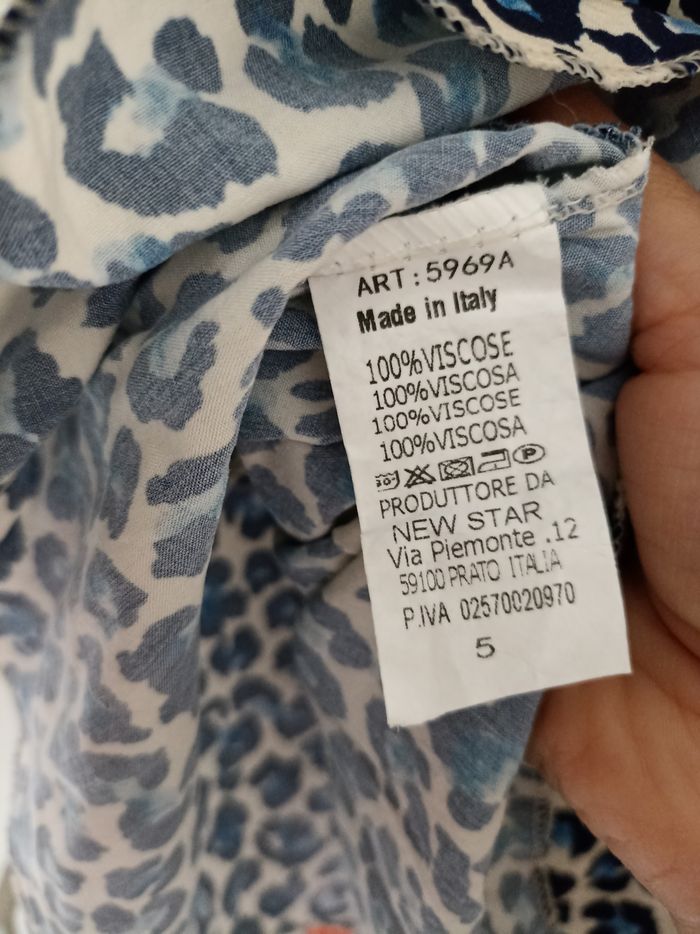 ART : 5969A
Made in Italy
100%VISCOSE
100%VISCOSA
100%VISCOSE
100%VISCOSA
PRODUTTORE DA
NEW STAR
Via Piemonte .12
59100 PRATO ITALIA
P.IVA 02570020970
5